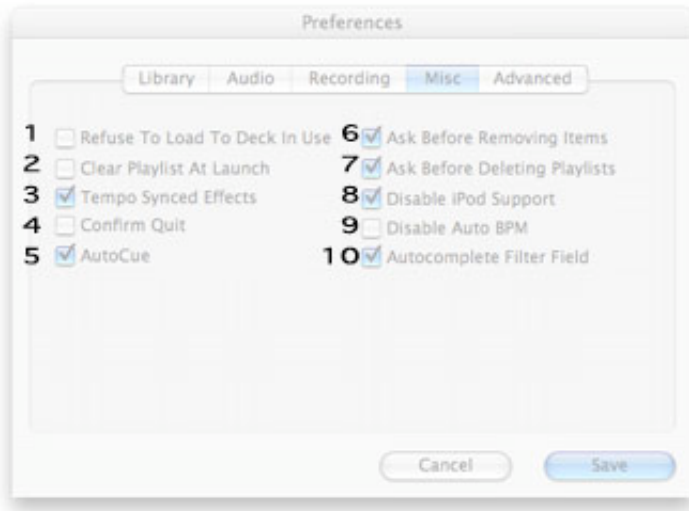 Preferences
Library Audio Recording Misc Advanced
1 Refuse To Load To Deck In Use 6 Ask Before Removing Items
2 Clear Playlist At Launch 7 Ask Before Deleting Playlists
3 Tempo Synced Effects 8 Disable iPod Support
4 Confirm Quit 9 Disable Auto BPM
5 AutoCue 10 Autocomplete Filter Field
Cancel Save